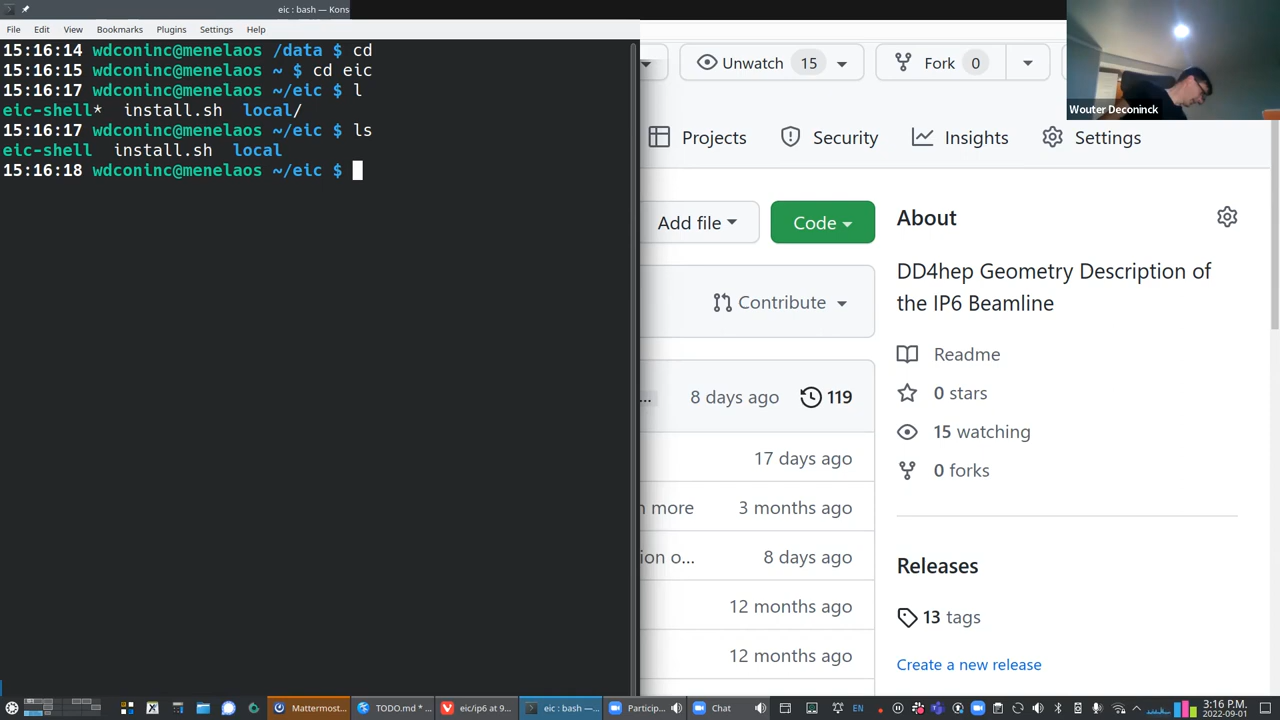 eic : bash — Kons
File Edit View Bookmarks Plugins Settings Help
15:16:14 wdconinc@menelaos /data $ cd
15:16:15 wdconinc@menelaos ~ $ cd eic
15:16:17 wdconinc@menelaos ~/eic $ l
eic-shell* install.sh local/
15:16:17 wdconinc@menelaos ~/eic $ ls
eic-shell install.sh local
15:16:18 wdconinc@menelaos ~/eic $
Unwatch 15
Fork 0
Wouter Deconinck
Projects Security Insights Settings
Add file Code
About
DD4hep Geometry Description of
the IP6 Beamline
Contribute
Readme
0 stars
15 watching
0 forks
... 8 days ago 119
17 days ago
more 3 months ago
8 days ago
12 months ago
12 months ago
Releases
13 tags
Create a new release
Mattermost... TODO.md * ... eic/ip6 at 9... eic : bash —... Particip... Chat EN 3:16 P.M.
2022-09-01